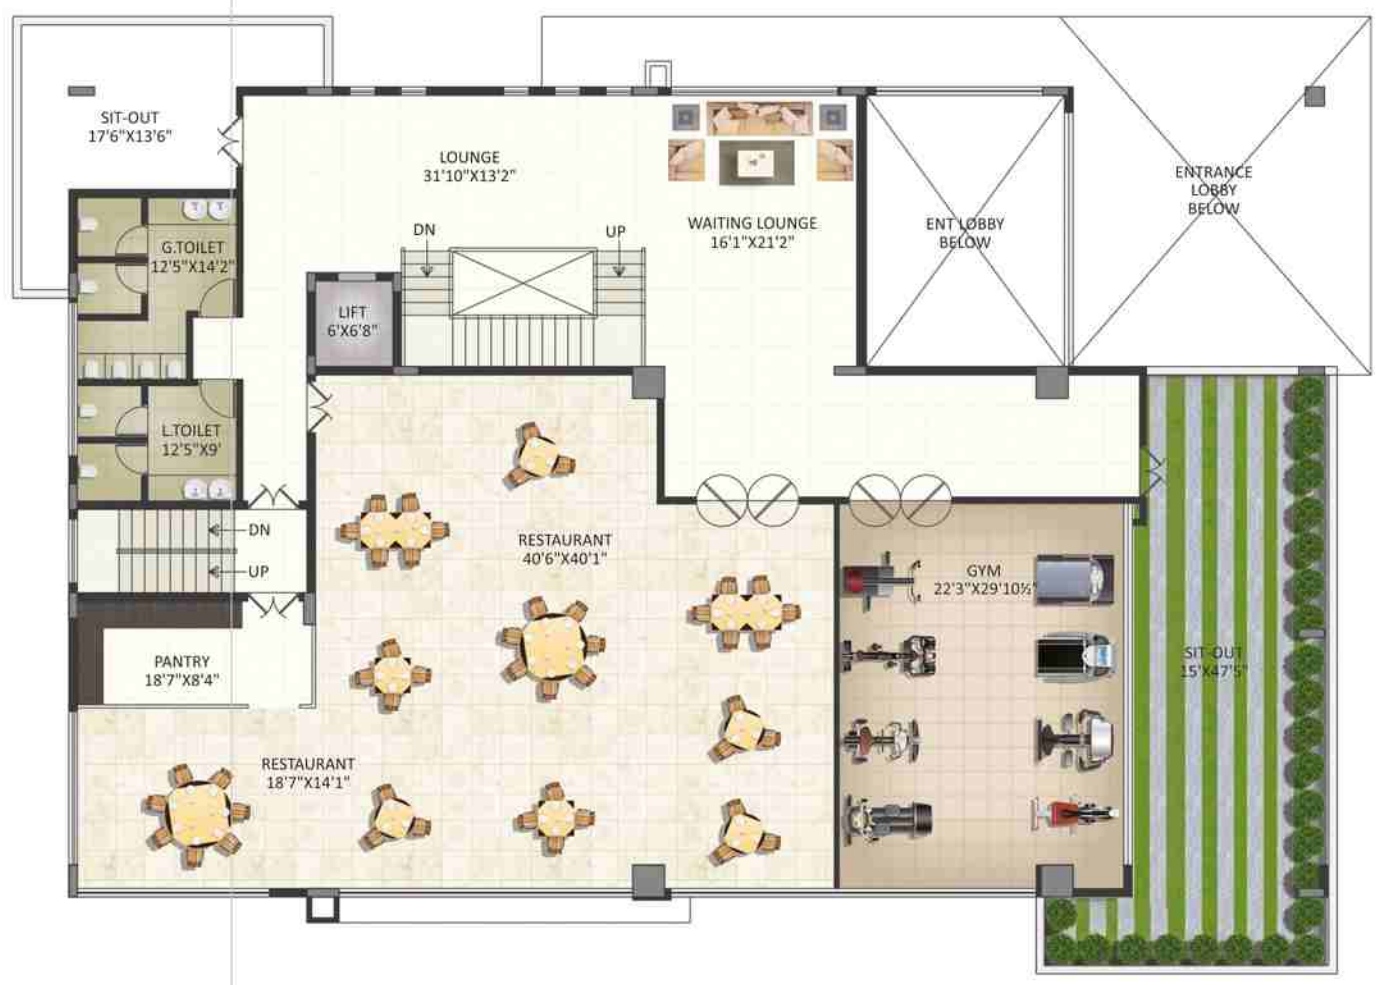 SIT-OUT
17'6"X13'6"
LOUNGE
31'10"X13'2"
ENTRANCE
LOBBY
BELOW
WAITING LOUNGE
16'1"X21'2"
ENT LOBBY
BELOW
DN
UP
G.TOILET
12'5"X14'2"
LIFT
6'X6'8"
L.TOILET
12'5"X9'
DN
UP
RESTAURANT
40'6"X40'1"
GYM
22'3"X29'10½"
SIT-OUT
15'X47'5"
PANTRY
18'7"X8'4"
RESTAURANT
18'7"X14'1"